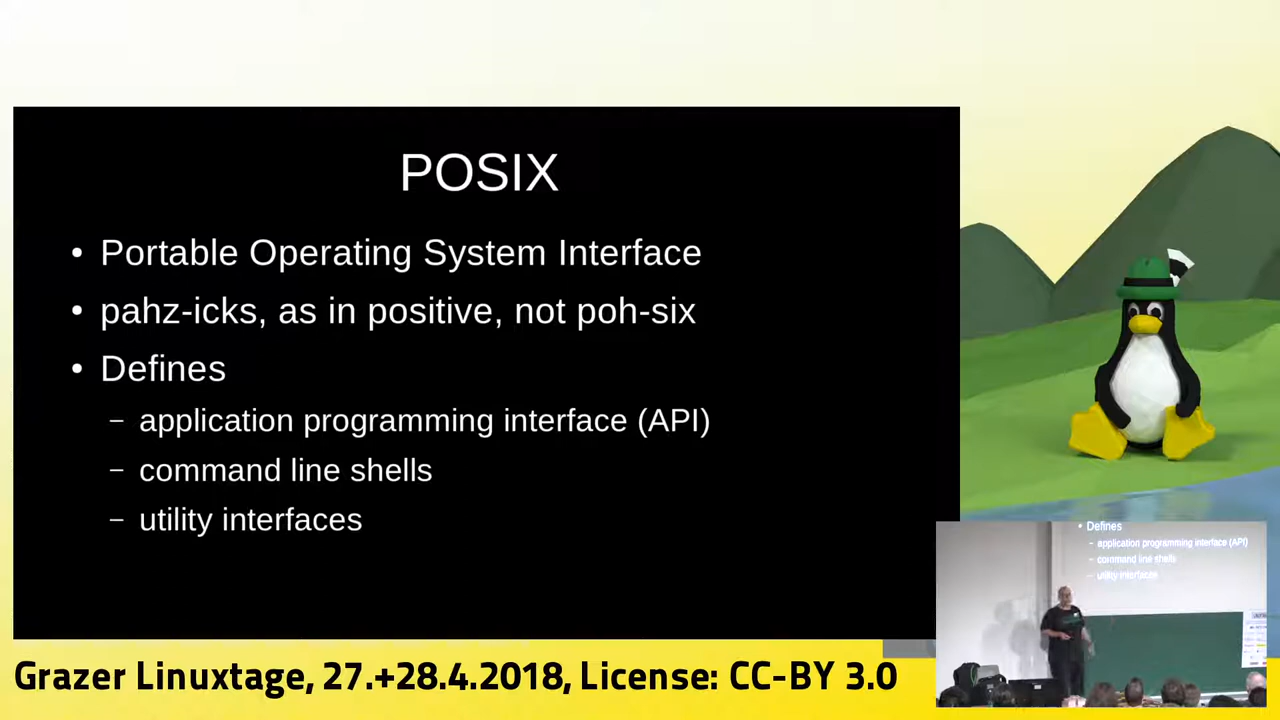 POSIX
• Portable Operating System Interface
• pahz-icks, as in positive, not poh-six
• Defines
– application programming interface (API)
– command line shells
– utility interfaces
• Defines
– application programming interface (API)
– command line shells
– utility interfaces
Grazer Linuxtage, 27.+28.4.2018, License: CC-BY 3.0